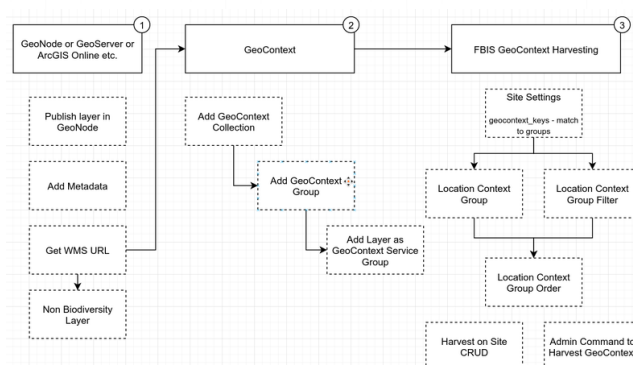 1
GeoNode or GeoServer or
ArcGIS Online etc.
2
GeoContext
3
FBIS GeoContext Harvesting
Publish layer in
GeoNode
Add Metadata
Get WMS URL
Non Biodiversity
Layer
Add GeoContext
Collection
Add GeoContext
Group
Add Layer as
GeoContext Service
Group
Site Settings
geocontext_keys - match
to groups
Location Context
Group
Location Context
Group Filter
Location Context
Group Order
Harvest on Site
CRUD
Admin Command to
Harvest GeoContex